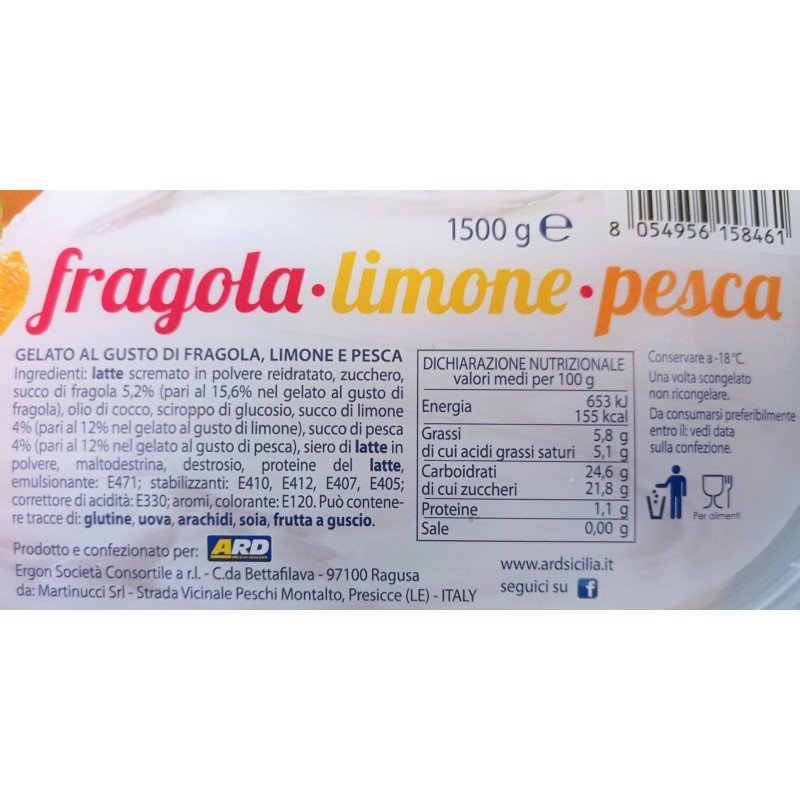 1500 g e
8 054956 158461
fragola·limone·pesca
GELATO AL GUSTO DI FRAGOLA, LIMONE E PESCA
Ingredienti: latte scremato in polvere reidratato, zucchero,
succo di fragola 5,2% (pari al 15,6% nel gelato al gusto di
fragola), olio di cocco, sciroppo di glucosio, succo di limone
4% (pari al 12% nel gelato al gusto di limone), succo di pesca
4% (pari al 12% nel gelato al gusto di pesca), siero di latte in
polvere, maltodestrina, destrosio, proteine del latte,
emulsionante: E471; stabilizzanti: E410, E412, E407, E405;
correttore di acidità: E330; aromi, colorante: E120. Può contene-
re tracce di: glutine, uova, arachidi, soia, frutta a guscio.
Prodotto e confezionato per: ARD discount
Ergon Società Consortile a r.l. - C.da Bettafilava - 97100 Ragusa
da: Martinucci Srl - Strada Vicinale Peschi Montalto, Presicce (LE) - ITALY
DICHIARAZIONE NUTRIZIONALE
valori medi per 100 g
Energia 653 kJ
155 kcal
Grassi 5,8 g
di cui acidi grassi saturi 5,1 g
Carboidrati 24,6 g
di cui zuccheri 21,8 g
Proteine 1,1 g
Sale 0,00 g
Conservare a -18°C.
Una volta scongelato
non ricongelare.
Da consumarsi preferibilmente
entro il: vedi data
sulla confezione.
Per alimenti
www.ardsicilia.it
seguici su f